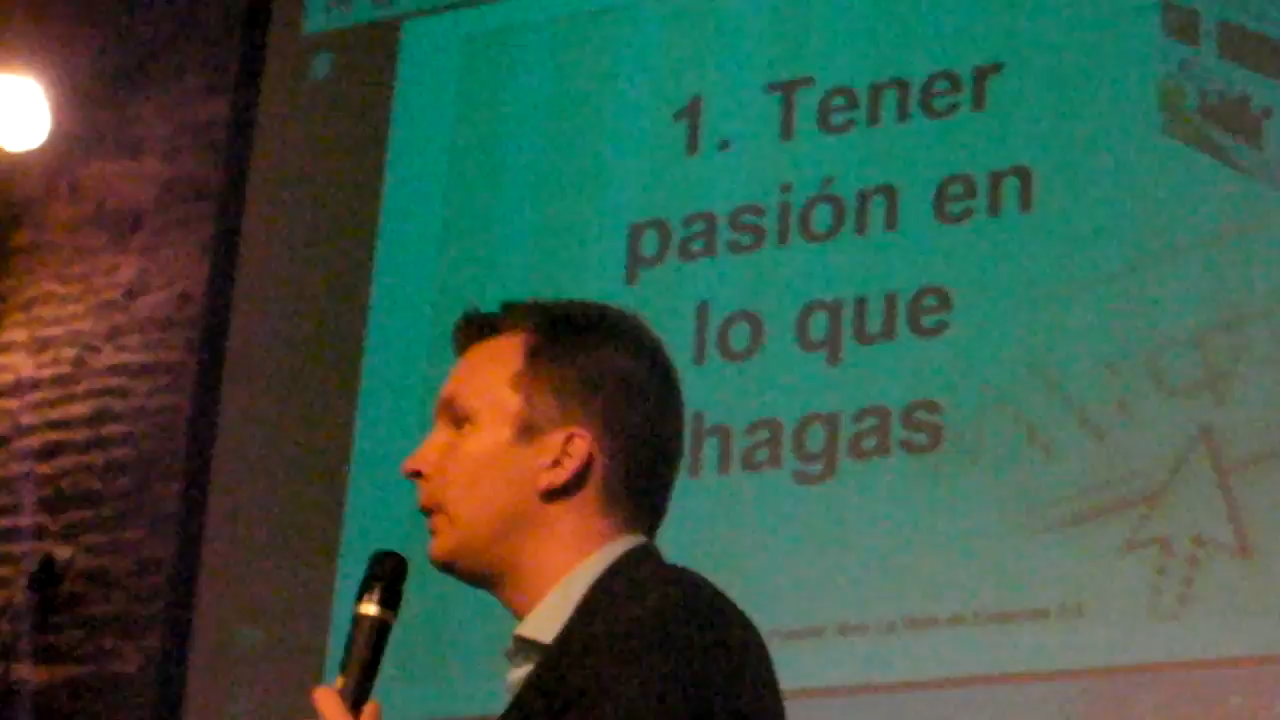 1. Tener
pasión en
lo que
hagas